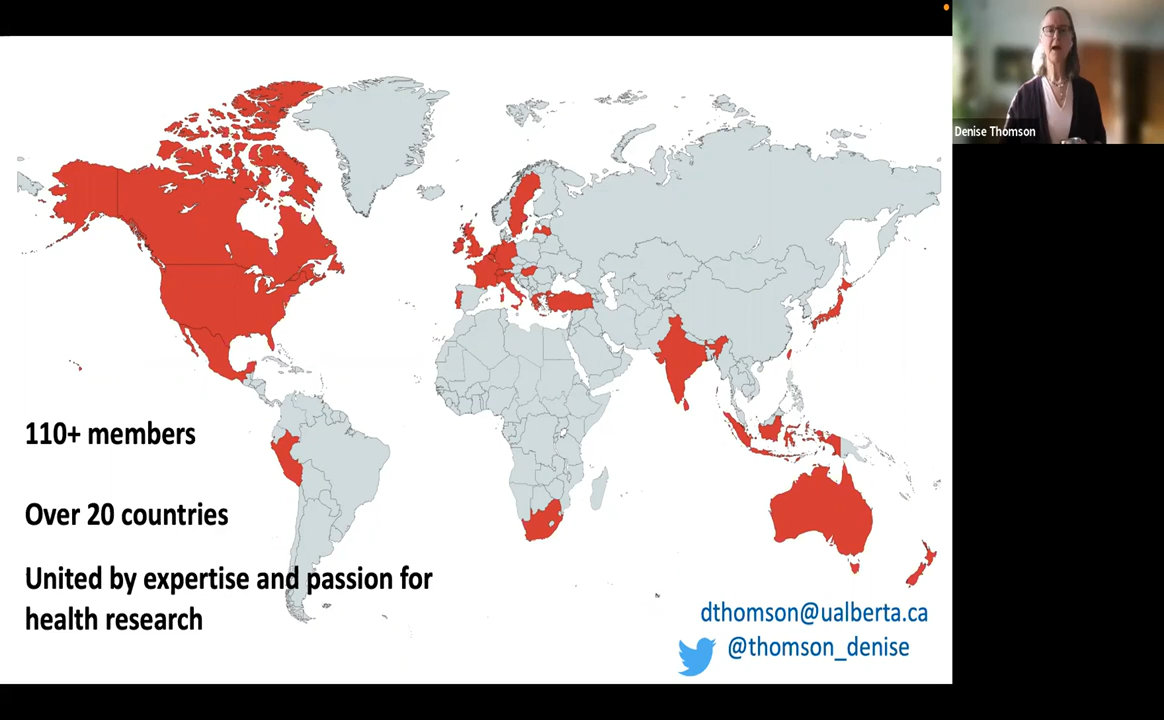 Denise Thomson
110+ members
Over 20 countries
United by expertise and passion for
health research
dthomson@ualberta.ca
@thomson_denise